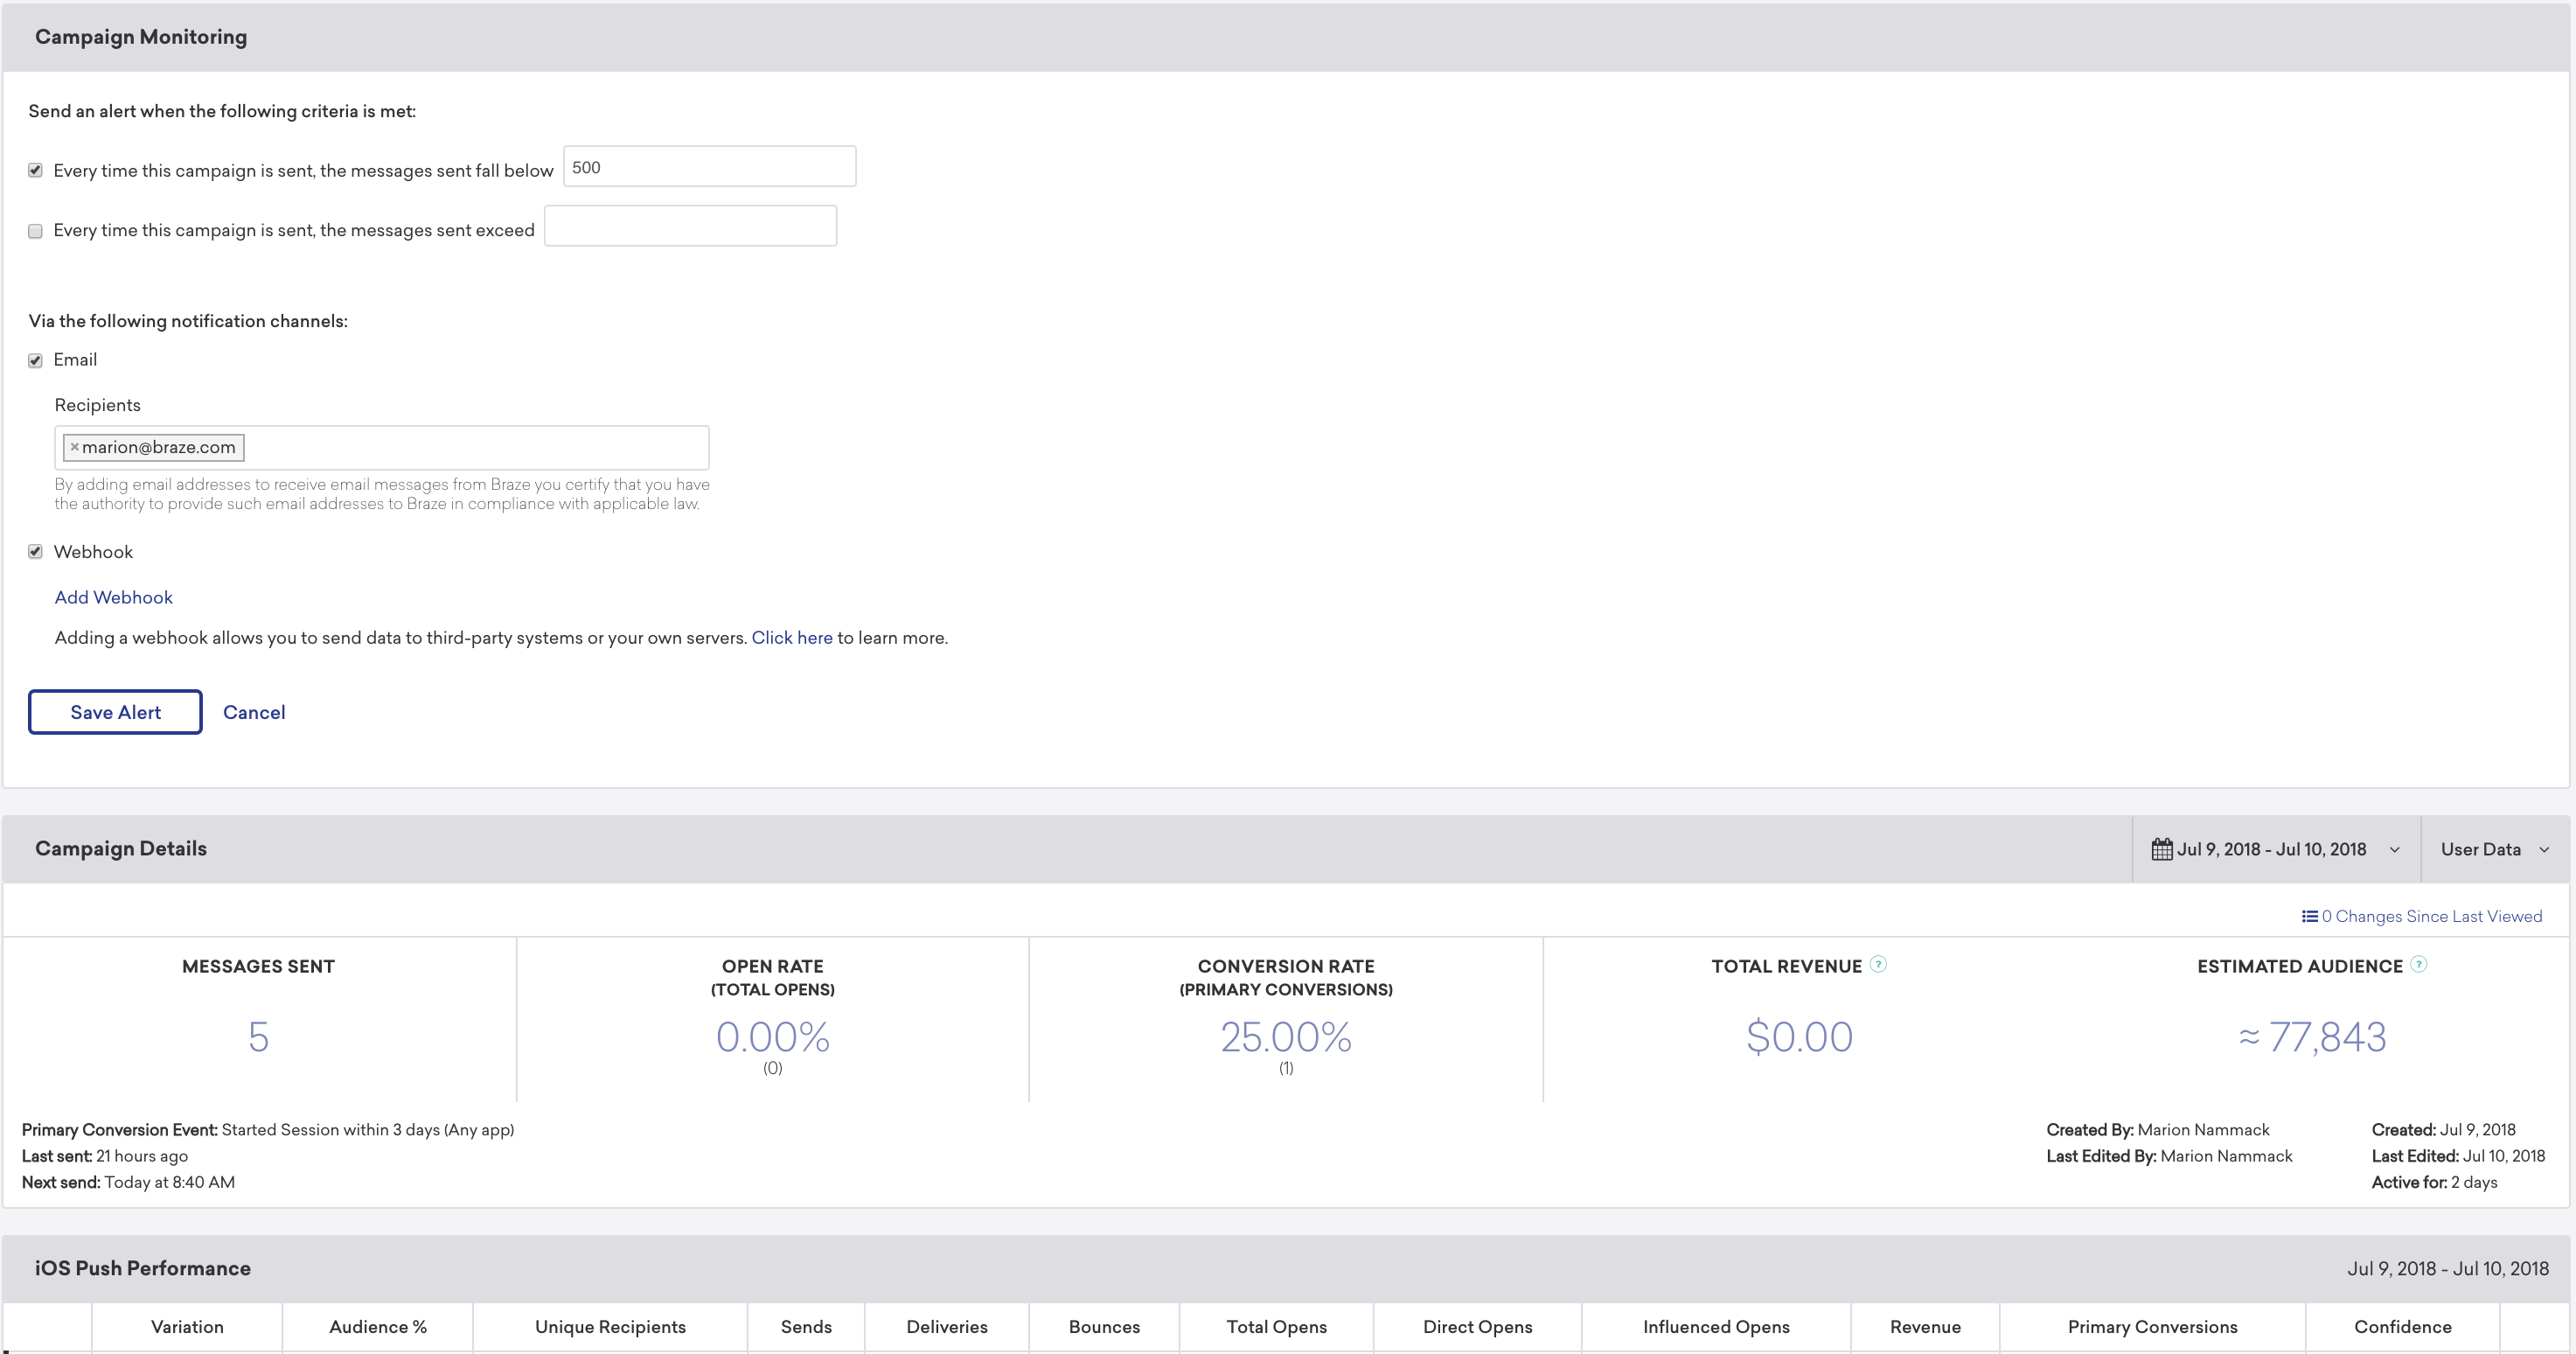 Campaign Monitoring
Send an alert when the following criteria is met:
Every time this campaign is sent, the messages sent fall below 500
Every time this campaign is sent, the messages sent exceed
Via the following notification channels:
Email
Recipients
× marion@braze.com
By adding email addresses to receive email messages from Braze you certify that you have
the authority to provide such email addresses to Braze in compliance with applicable law.
Webhook
Add Webhook
Adding a webhook allows you to send data to third-party systems or your own servers. Click here to learn more.
Save Alert Cancel
Campaign Details Jul 9, 2018 - Jul 10, 2018 User Data
0 Changes Since Last Viewed
MESSAGES SENT
5
OPEN RATE
(TOTAL OPENS)
0.00%
(0)
CONVERSION RATE
(PRIMARY CONVERSIONS)
25.00%
(1)
TOTAL REVENUE ?
$0.00
ESTIMATED AUDIENCE ?
≈ 77,843
Primary Conversion Event: Started Session within 3 days (Any app)
Last sent: 21 hours ago
Next send: Today at 8:40 AM
Created By: Marion Nammack
Last Edited By: Marion Nammack
Created: Jul 9, 2018
Last Edited: Jul 10, 2018
Active for: 2 days
iOS Push Performance Jul 9, 2018 - Jul 10, 2018
Variation Audience % Unique Recipients Sends Deliveries Bounces Total Opens Direct Opens Influenced Opens Revenue Primary Conversions Confidence